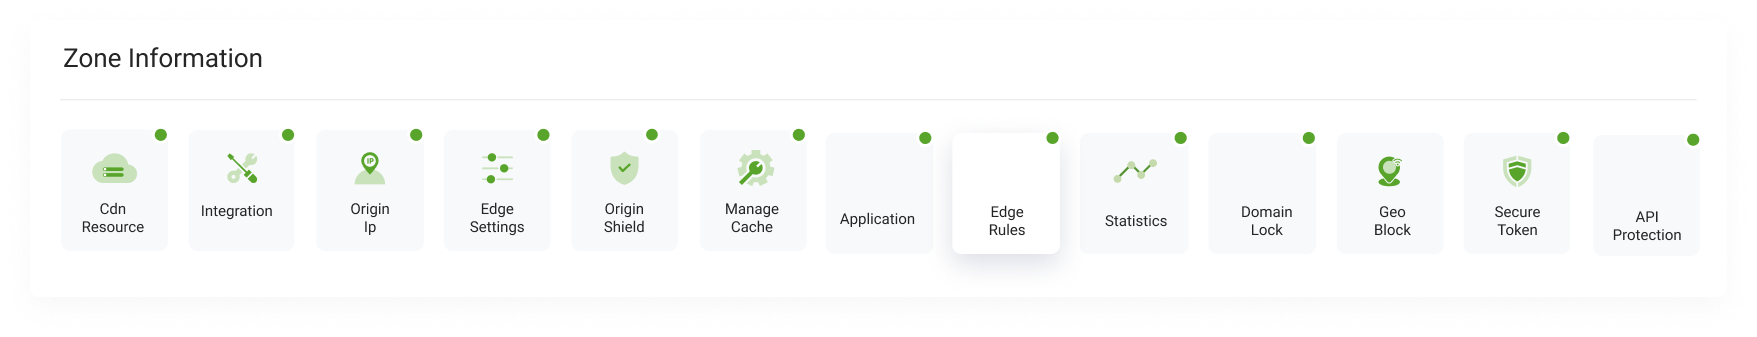 Zone Information
Cdn
Resource
Integration
IP
Origin
Ip
Edge
Settings
Origin
Shield
Manage
Cache
Application
Edge
Rules
Statistics
Domain
Lock
Geo
Block
Secure
Token
API
Protection